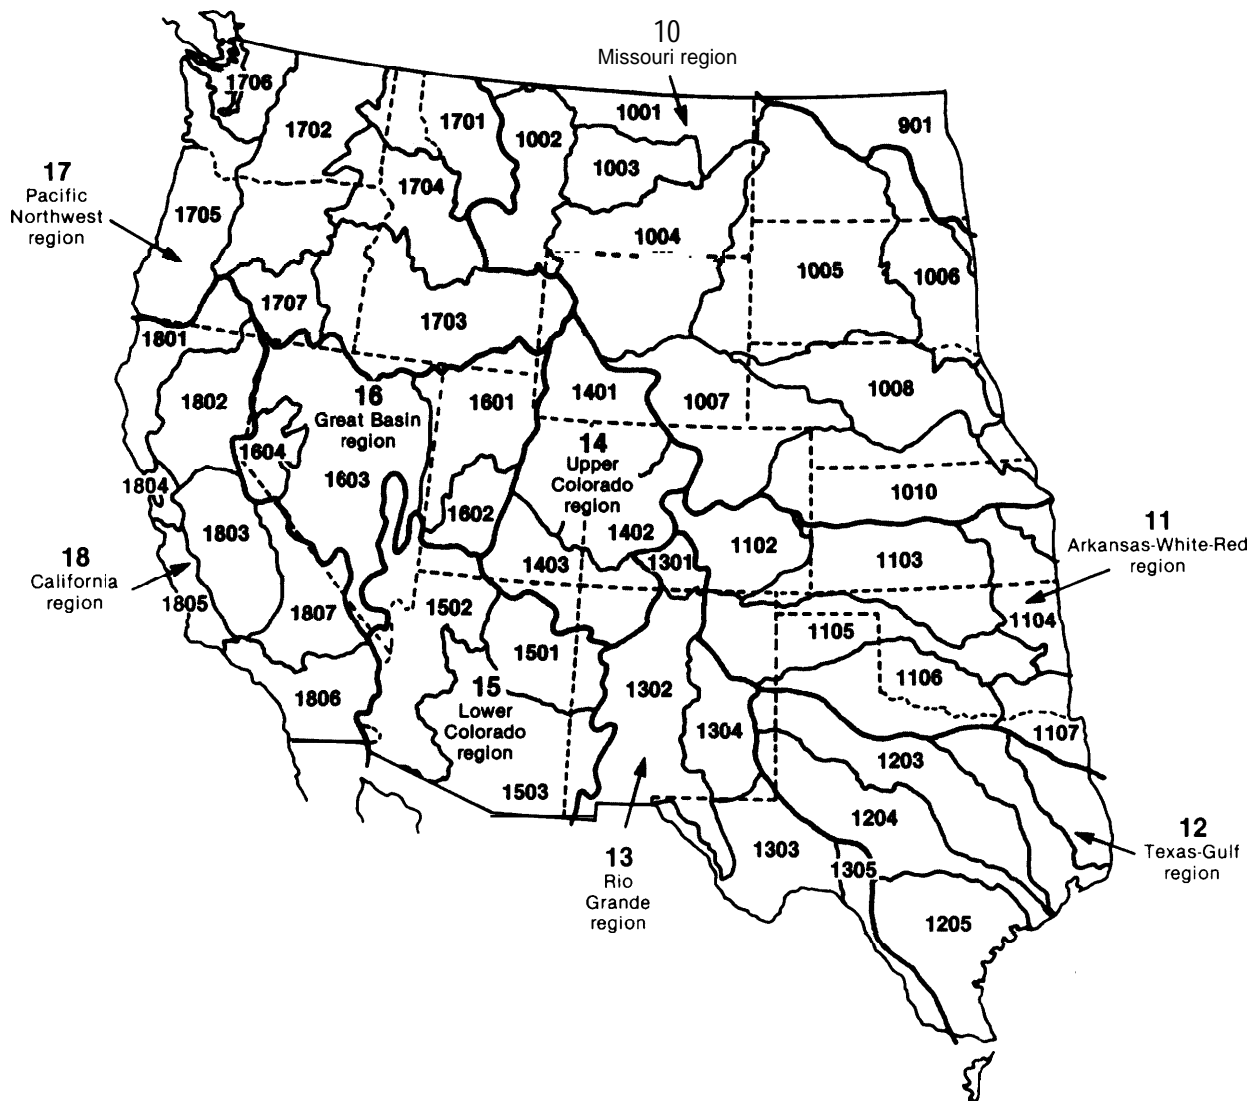 10
Missouri region
1706
1001
901
1702
1701
1002
1003
17
Pacific
Northwest
region
1704
1705
1004
1005
1006
1707
1703
1801
16
Great Basin
region
1802
1601
1401
1007
1008
14
Upper
Colorado
region
1604
1603
1804
1010
1602
1803
1402
11
Arkansas-White-Red
region
18
California
region
1403
1301
1102
1103
1805
1807
1502
1105
1104
1501
1106
15
Lower
Colorado
region
1806
1302
1304
1107
1203
1503
1204
12
Texas-Gulf
region
13
Rio
Grande
region
1303
1305
1205